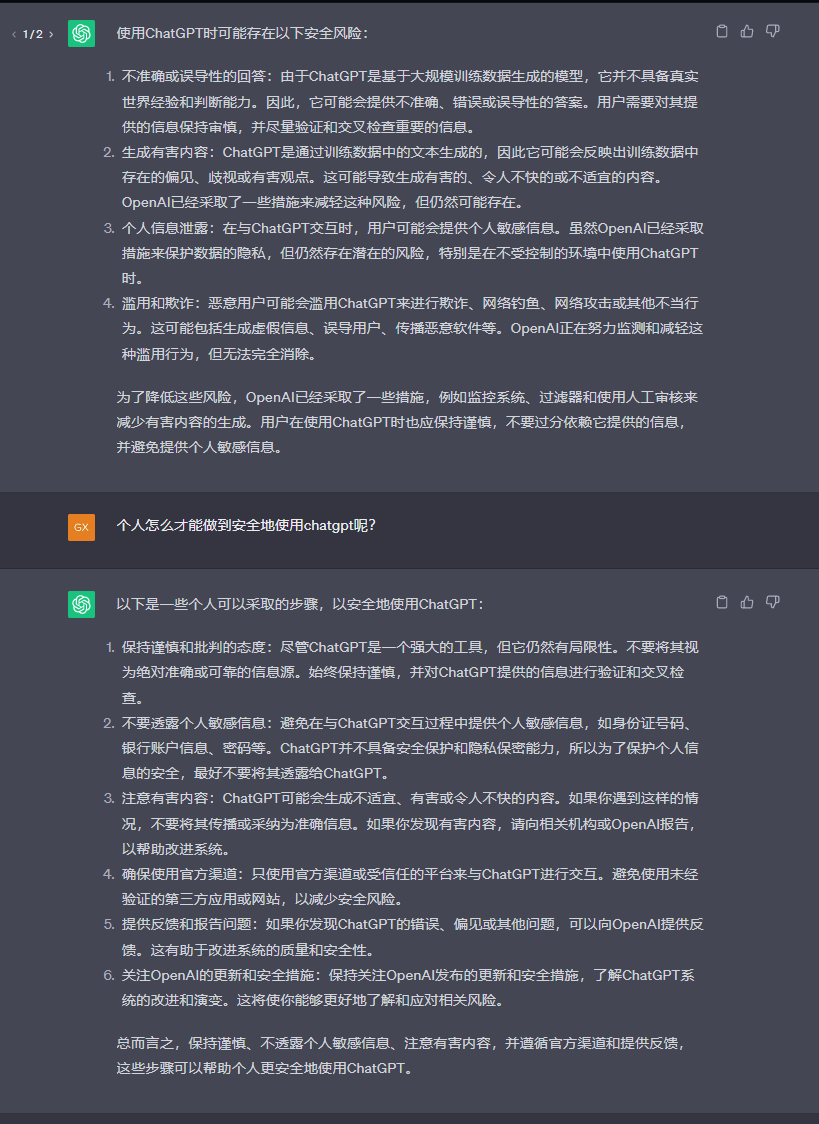 < 1/2 >
使用ChatGPT时可能存在以下安全风险：
1. 不准确或误导性的回答：由于ChatGPT是基于大规模训练数据生成的模型，它并不具备真实
世界经验和判断能力。因此，它可能会提供不准确、错误或误导性的答案。用户需要对其提
供的信息保持审慎，并尽量验证和交叉检查重要的信息。
2. 生成有害内容：ChatGPT是通过训练数据中的文本生成的，因此它可能会反映出训练数据中
存在的偏见、歧视或有害观点。这可能导致生成有害的、令人不快的或不适宜的内容。
OpenAI已经采取了一些措施来减轻这种风险，但仍然可能存在。
3. 个人信息泄露：在与ChatGPT交互时，用户可能会提供个人敏感信息。虽然OpenAI已经采取
措施来保护数据的隐私，但仍然存在潜在的风险，特别是在不受控制的环境中使用ChatGPT
时。
4. 滥用和欺诈：恶意用户可能会滥用ChatGPT来进行欺诈、网络钓鱼、网络攻击或其他不当行
为。这可能包括生成虚假信息、误导用户、传播恶意软件等。OpenAI正在努力监测和减轻这
种滥用行为，但无法完全消除。
为了降低这些风险，OpenAI已经采取了一些措施，例如监控系统、过滤器和使用人工审核来
减少有害内容的生成。用户在使用ChatGPT时也应保持谨慎，不要过分依赖它提供的信息，
并避免提供个人敏感信息。
GX
个人怎么才能做到安全地使用chatgpt呢？
以下是一些个人可以采取的步骤，以安全地使用ChatGPT：
1. 保持谨慎和批判的态度：尽管ChatGPT是一个强大的工具，但它仍然有局限性。不要将其视
为绝对准确或可靠的信息源。始终保持谨慎，并对ChatGPT提供的信息进行验证和交叉检
查。
2. 不要透露个人敏感信息：避免在与ChatGPT交互过程中提供个人敏感信息，如身份证号码、
银行账户信息、密码等。ChatGPT并不具备安全保护和隐私保密能力，所以为了保护个人信
息的安全，最好不要将其透露给ChatGPT。
3. 注意有害内容：ChatGPT可能会生成不适宜、有害或令人不快的内容。如果你遇到这样的情
况，不要将其传播或采纳为准确信息。如果你发现有害内容，请向相关机构或OpenAI报告，
以帮助改进系统。
4. 确保使用官方渠道：只使用官方渠道或受信任的平台来与ChatGPT进行交互。避免使用未经
验证的第三方应用或网站，以减少安全风险。
5. 提供反馈和报告问题：如果你发现ChatGPT的错误、偏见或其他问题，可以向OpenAI提供反
馈。这有助于改进系统的质量和安全性。
6. 关注OpenAI的更新和安全措施：保持关注OpenAI发布的更新和安全措施，了解ChatGPT系
统的改进和演变。这将使你能够更好地了解和应对相关风险。
总而言之，保持谨慎、不透露个人敏感信息、注意有害内容，并遵循官方渠道和提供反馈，
这些步骤可以帮助个人更安全地使用ChatGPT。